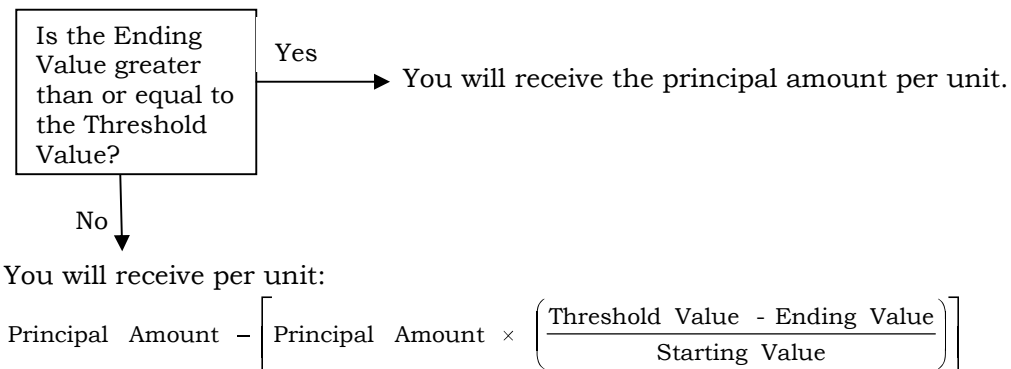 Is the Ending
Value greater
than or equal to
the Threshold
Value?
Yes
You will receive the principal amount per unit.
No
You will receive per unit:
Principal Amount – [Principal Amount × (Threshold Value - Ending Value
Starting Value)]